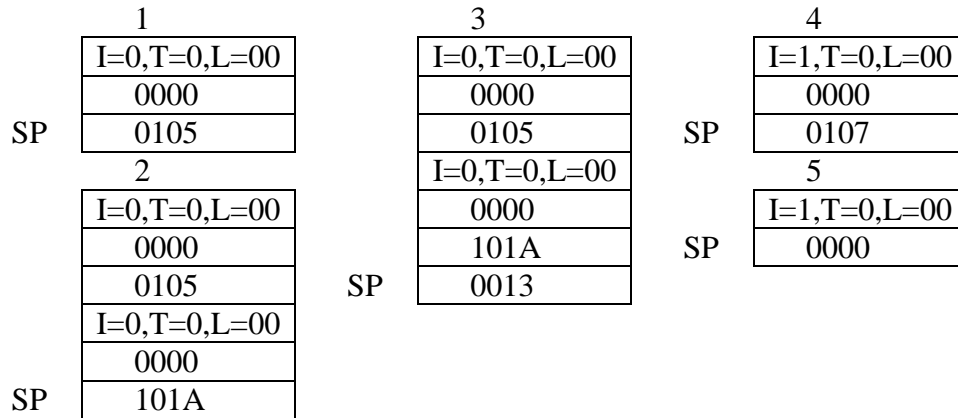 1
I=0,T=0,L=00
0000
SP 0105
2
I=0,T=0,L=00
0000
0105
I=0,T=0,L=00
0000
SP 101A
3
I=0,T=0,L=00
0000
0105
I=0,T=0,L=00
0000
101A
SP 0013
4
I=1,T=0,L=00
0000
SP 0107
5
I=1,T=0,L=00
SP 0000